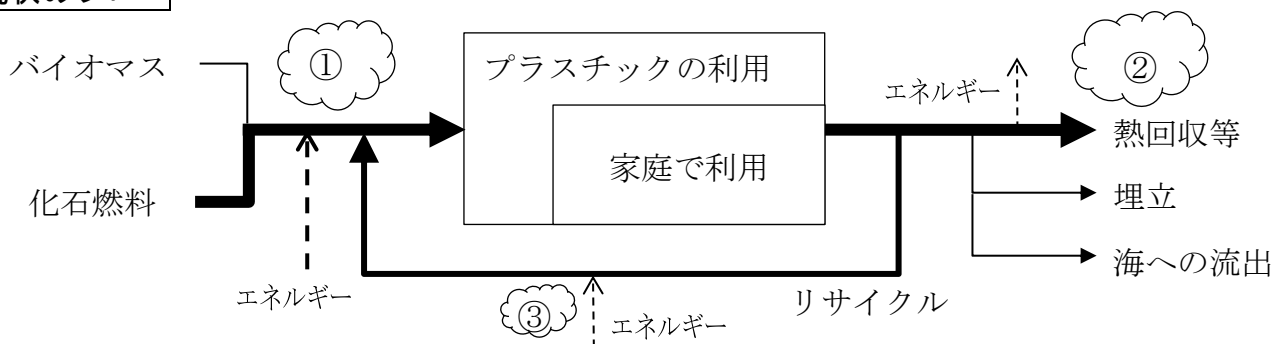 バイオマス
化石燃料
①
エネルギー
プラスチックの利用
家庭で利用
エネルギー
②
熱回収等
埋立
海への流出
リサイクル
③
エネルギー